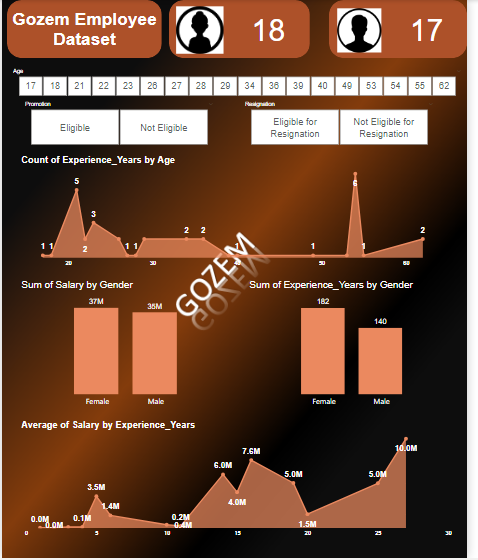 Gozem Employee
Dataset
18
17
Age
17 18 21 22 23 26 27 28 29 34 36 39 40 49 53 54 55 62
Promotion
Resignation
Eligible
Not Eligible
Eligible for
Resignation
Not Eligible for
Resignation
Count of Experience_Years by Age
1 1 5 2 3 1 1 2 2 1 6 1 2
20 30 50 60
GOZEM
Sum of Salary by Gender
37M
35M
Female
Male
Sum of Experience_Years by Gender
182
140
Female
Male
Average of Salary by Experience_Years
0.0M 0.0M 0.1M 3.5M 1.4M 0.2M 0.4M 6.0M 4.0M 7.6M 5.0M 1.5M 5.0M 10.0M
0 5 10 15 20 25 30